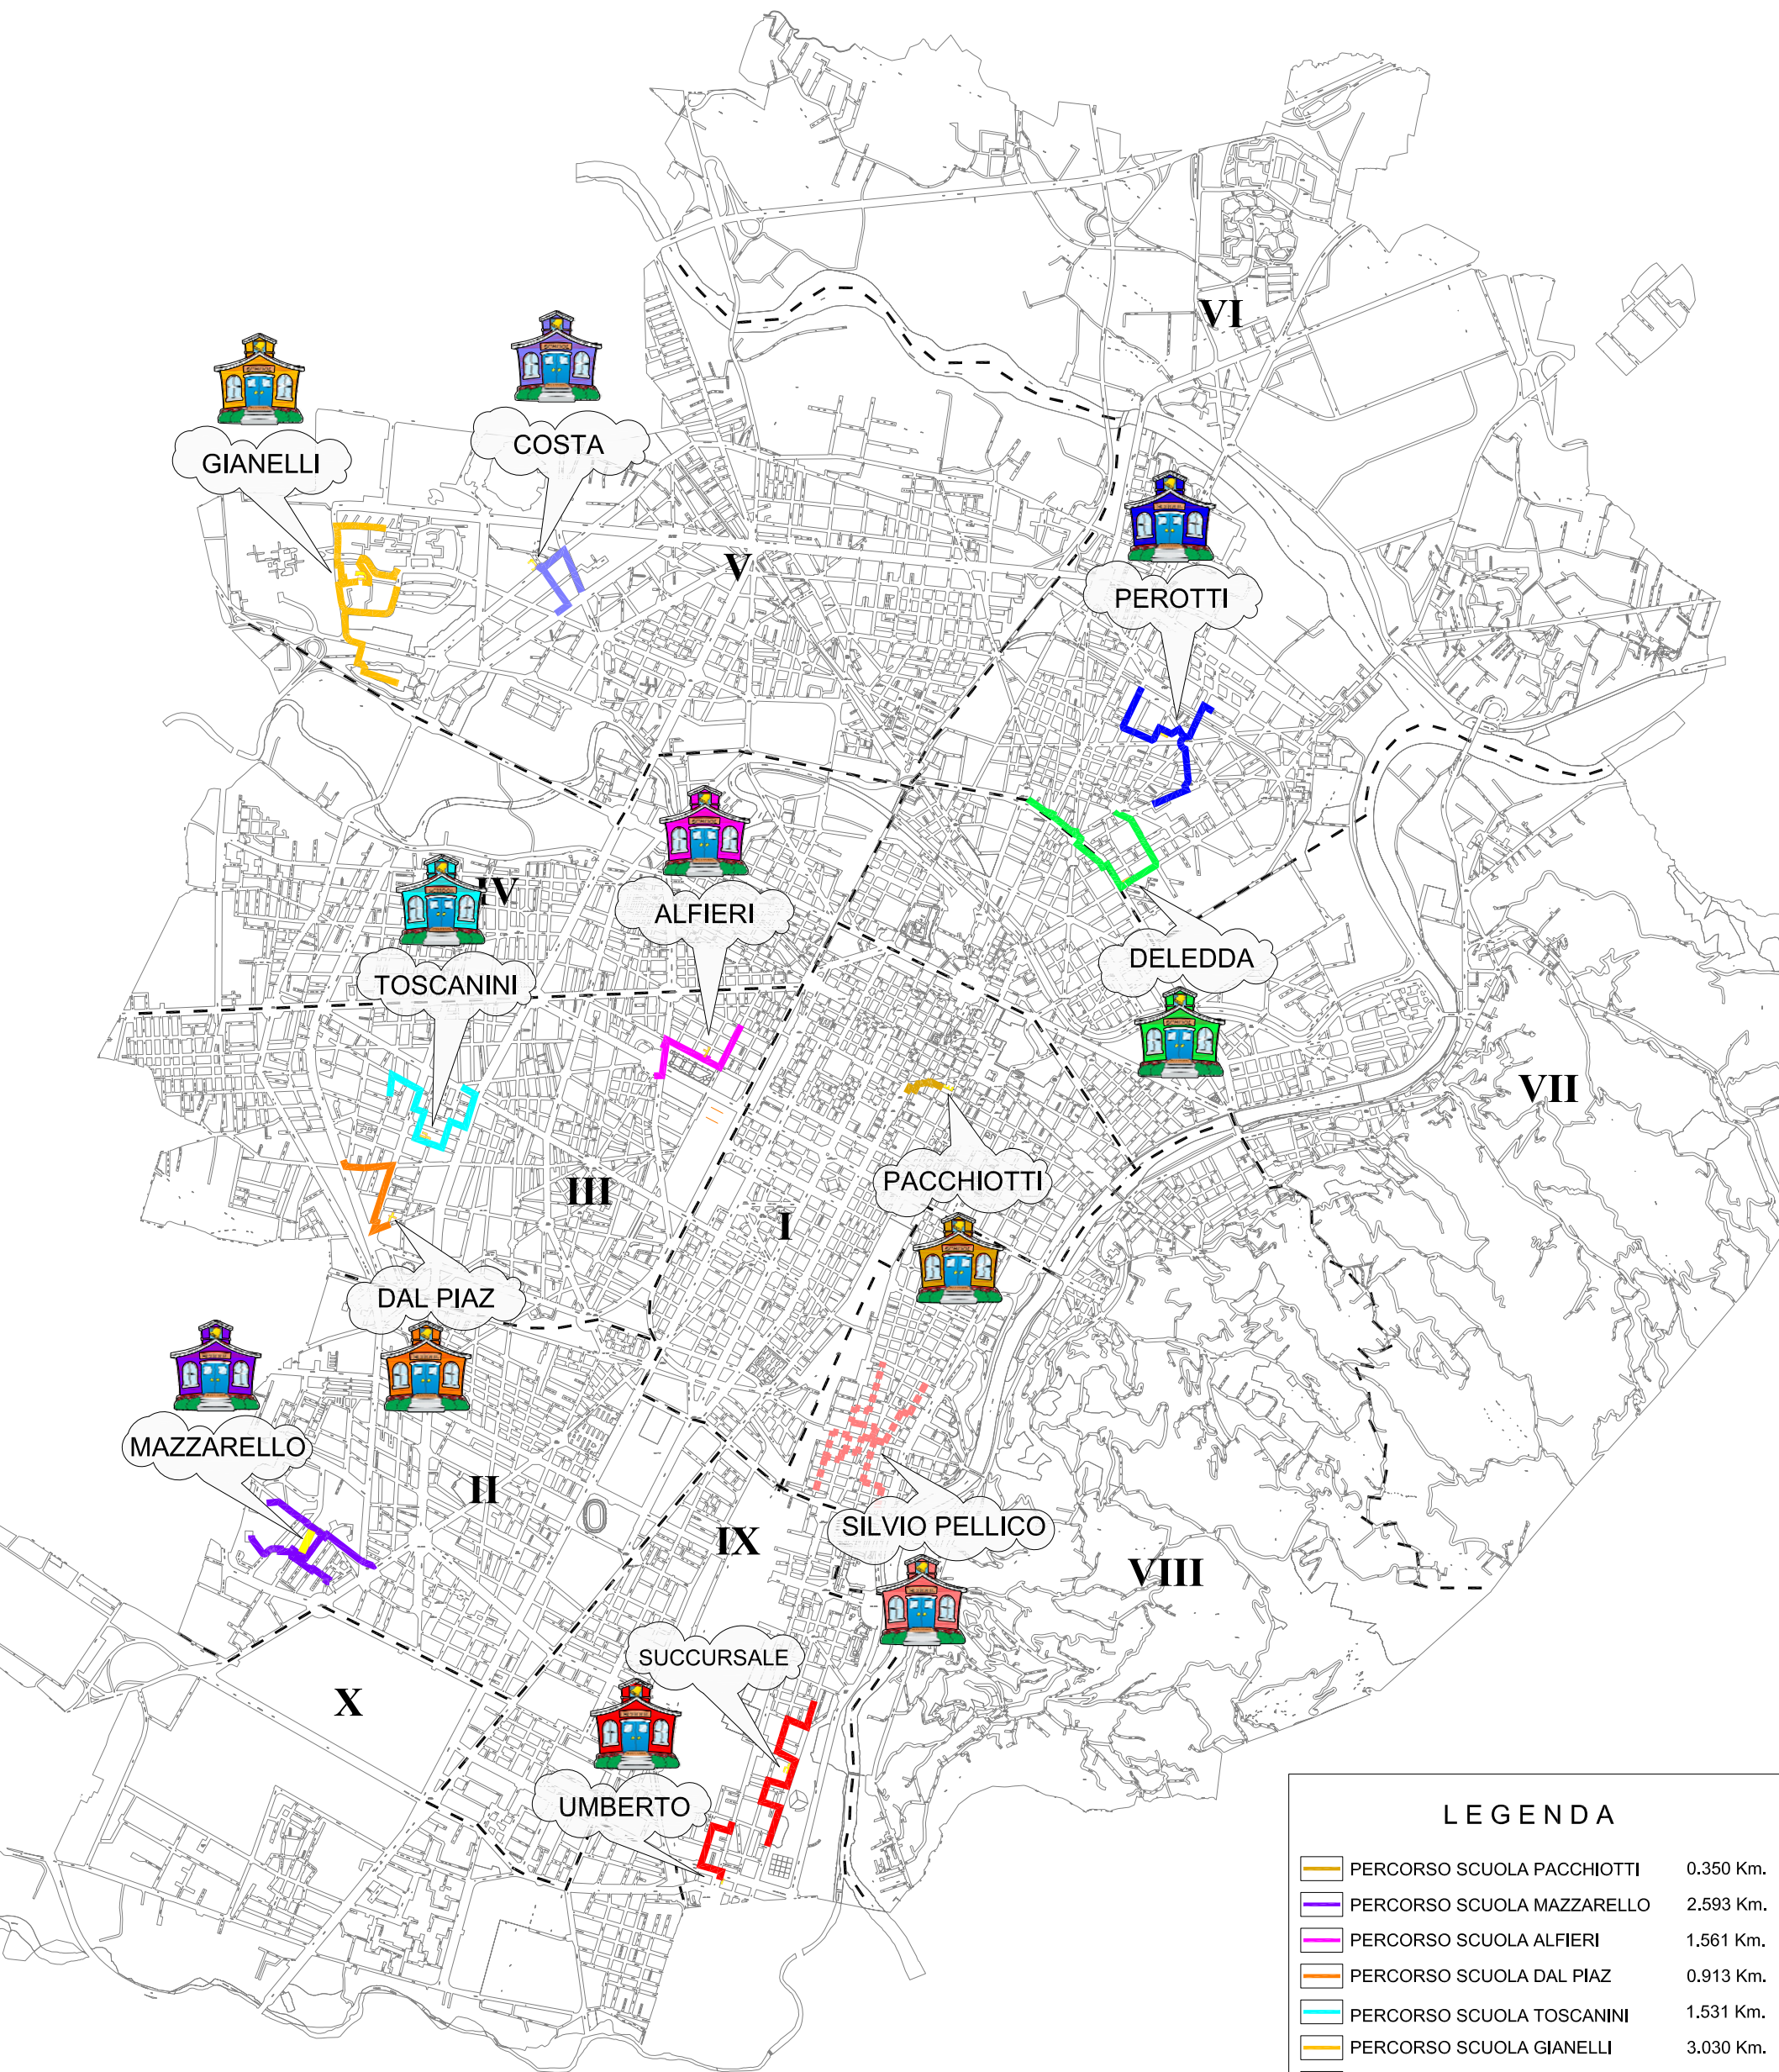 VI
COSTA
GIANELLI
V
PEROTTI
IV
ALFIERI
TOSCANINI
DELEDDA
VII
PACCHIOTTI
III
I
DAL PIAZ
MAZZARELLO
II
IX
SILVIO PELLICO
VIII
SUCCURSALE
X
UMBERTO
LEGENDA
PERCORSO SCUOLA PACCHIOTTI 0.350 Km.
PERCORSO SCUOLA MAZZARELLO 2.593 Km.
PERCORSO SCUOLA ALFIERI 1.561 Km.
PERCORSO SCUOLA DAL PIAZ 0.913 Km.
PERCORSO SCUOLA TOSCANINI 1.531 Km.
PERCORSO SCUOLA GIANELLI 3.030 Km.